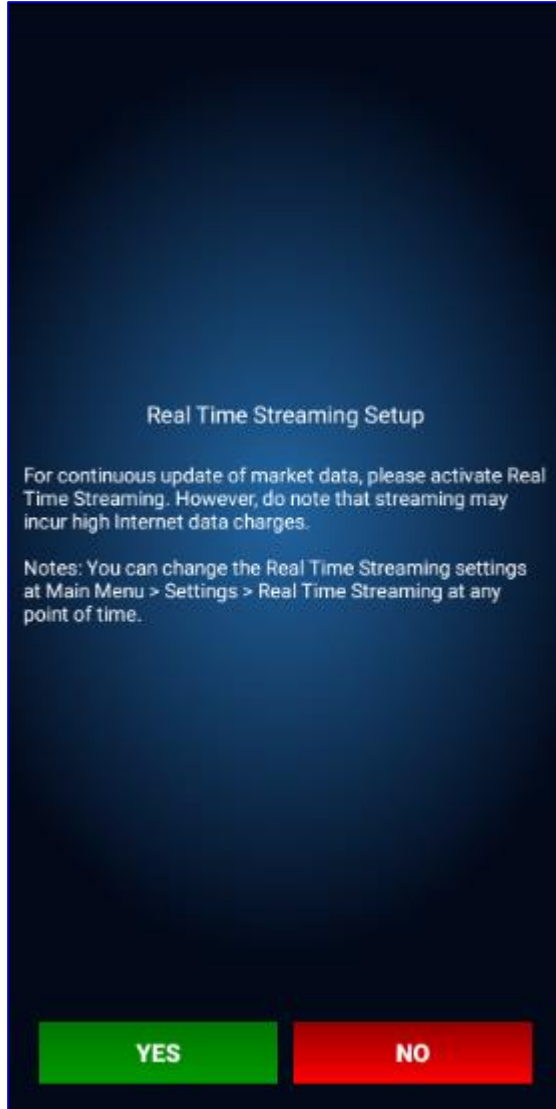 Real Time Streaming Setup
For continuous update of market data, please activate Real
Time Streaming. However, do note that streaming may
incur high Internet data charges.
Notes: You can change the Real Time Streaming settings
at Main Menu > Settings > Real Time Streaming at any
point of time.
YES
NO